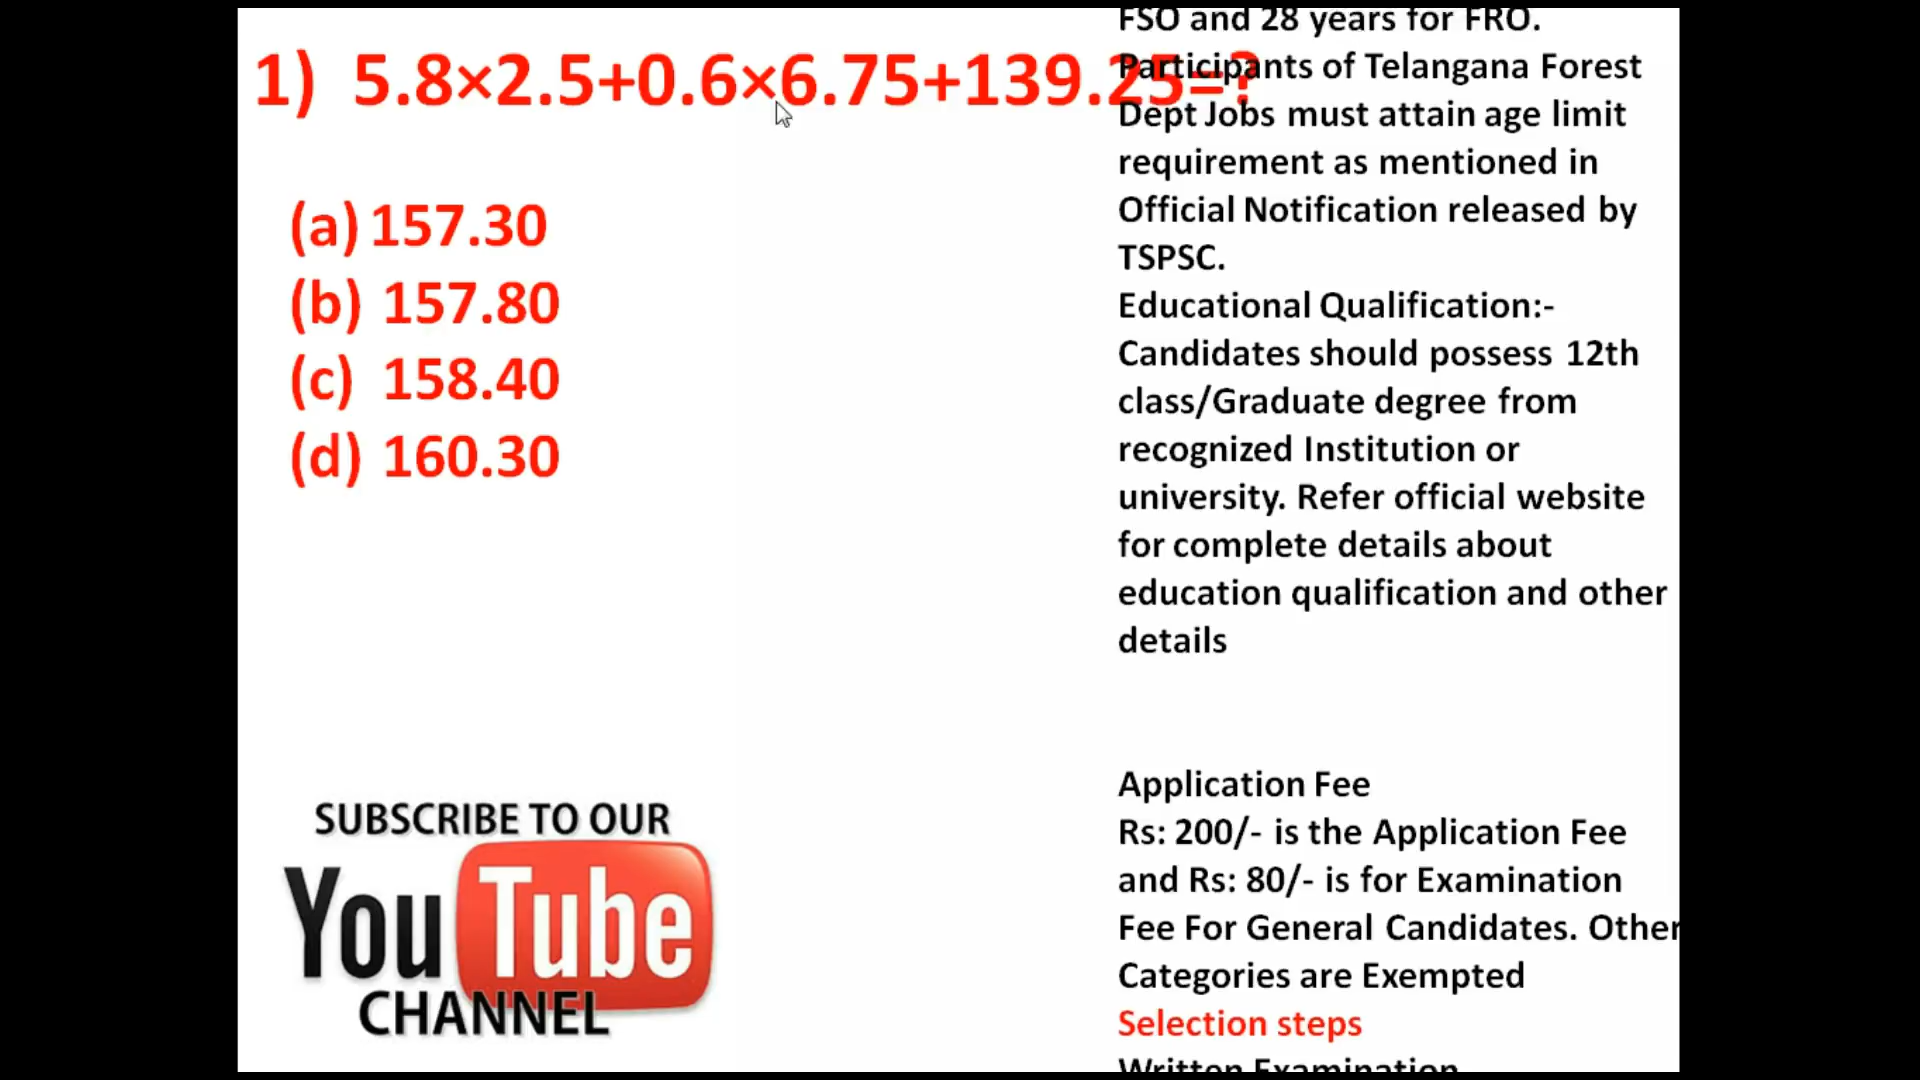 1) 5.8×2.5+0.6×6.75+139.25=?
(a) 157.30
(b) 157.80
(c) 158.40
(d) 160.30
SUBSCRIBE TO OUR
YouTube
CHANNEL
FSO and 28 years for FRO.
Participants of Telangana Forest
Dept Jobs must attain age limit
requirement as mentioned in
Official Notification released by
TSPSC.
Educational Qualification:-
Candidates should possess 12th
class/Graduate degree from
recognized Institution or
university. Refer official website
for complete details about
education qualification and other
details
Application Fee
Rs: 200/- is the Application Fee
and Rs: 80/- is for Examination
Fee For General Candidates. Other
Categories are Exempted
Selection steps
Written Examination